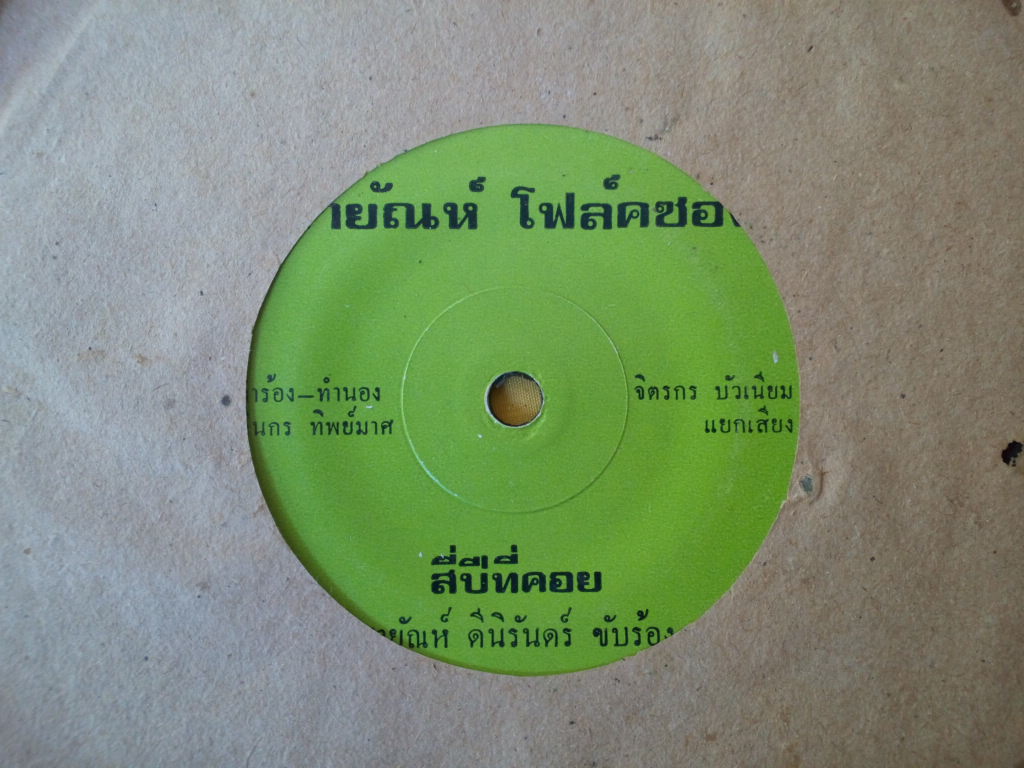 ายัณห์ โฟล์คซอ
ำร้อง—ทำนอง
นกร ทิพย์มาศ
จิตรกร บัวเนียม
แยกเสียง
สี่ปีที่คอย
ายัณห์ ดีนิรันดร์ ขับร้อง